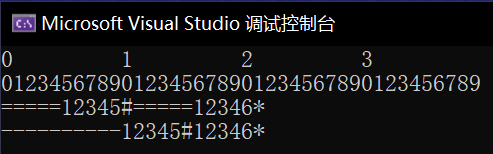 Microsoft Visual Studio 调试控制台
0         1         2         3
0123456789012345678901234567890123456789
=====12345#=====12346*
----------12345#12346*